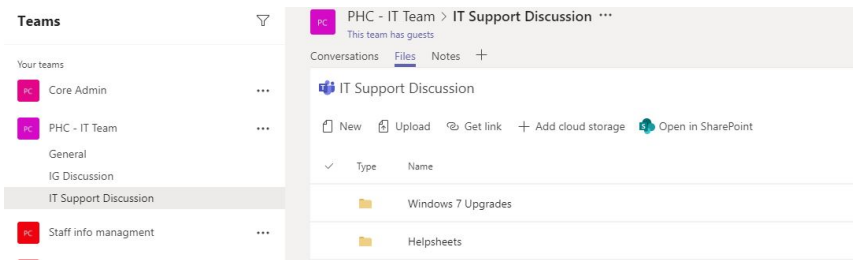 Teams
Your teams
PC Core Admin ...
PC PHC - IT Team ...
General
IG Discussion
IT Support Discussion
PC Staff info managment ...
PC PHC - IT Team > IT Support Discussion ...
This team has guests
Conversations Files Notes +
IT Support Discussion
New Upload Get link + Add cloud storage Open in SharePoint
Type Name
Windows 7 Upgrades
Helpsheets